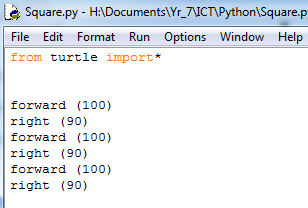 Square.py - H:\Documents\Yr_7\ICT\Python\Square.p
File Edit Format Run Options Window Help
from turtle import*
forward (100)
right (90)
forward (100)
right (90)
forward (100)
right (90)